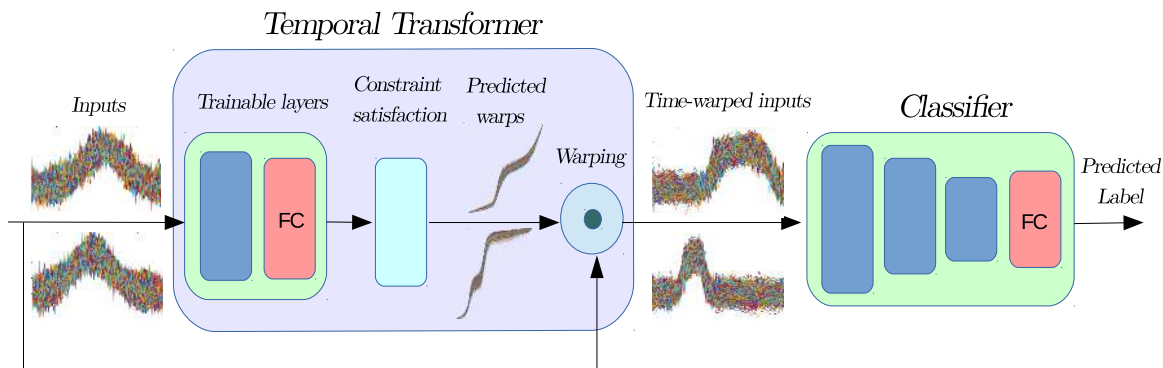 Temporal Transformer
Inputs
Trainable layers
Constraint
satisfaction
Predicted
warps
Warping
Time-warped inputs
Classifier
Predicted
Label
FC
FC